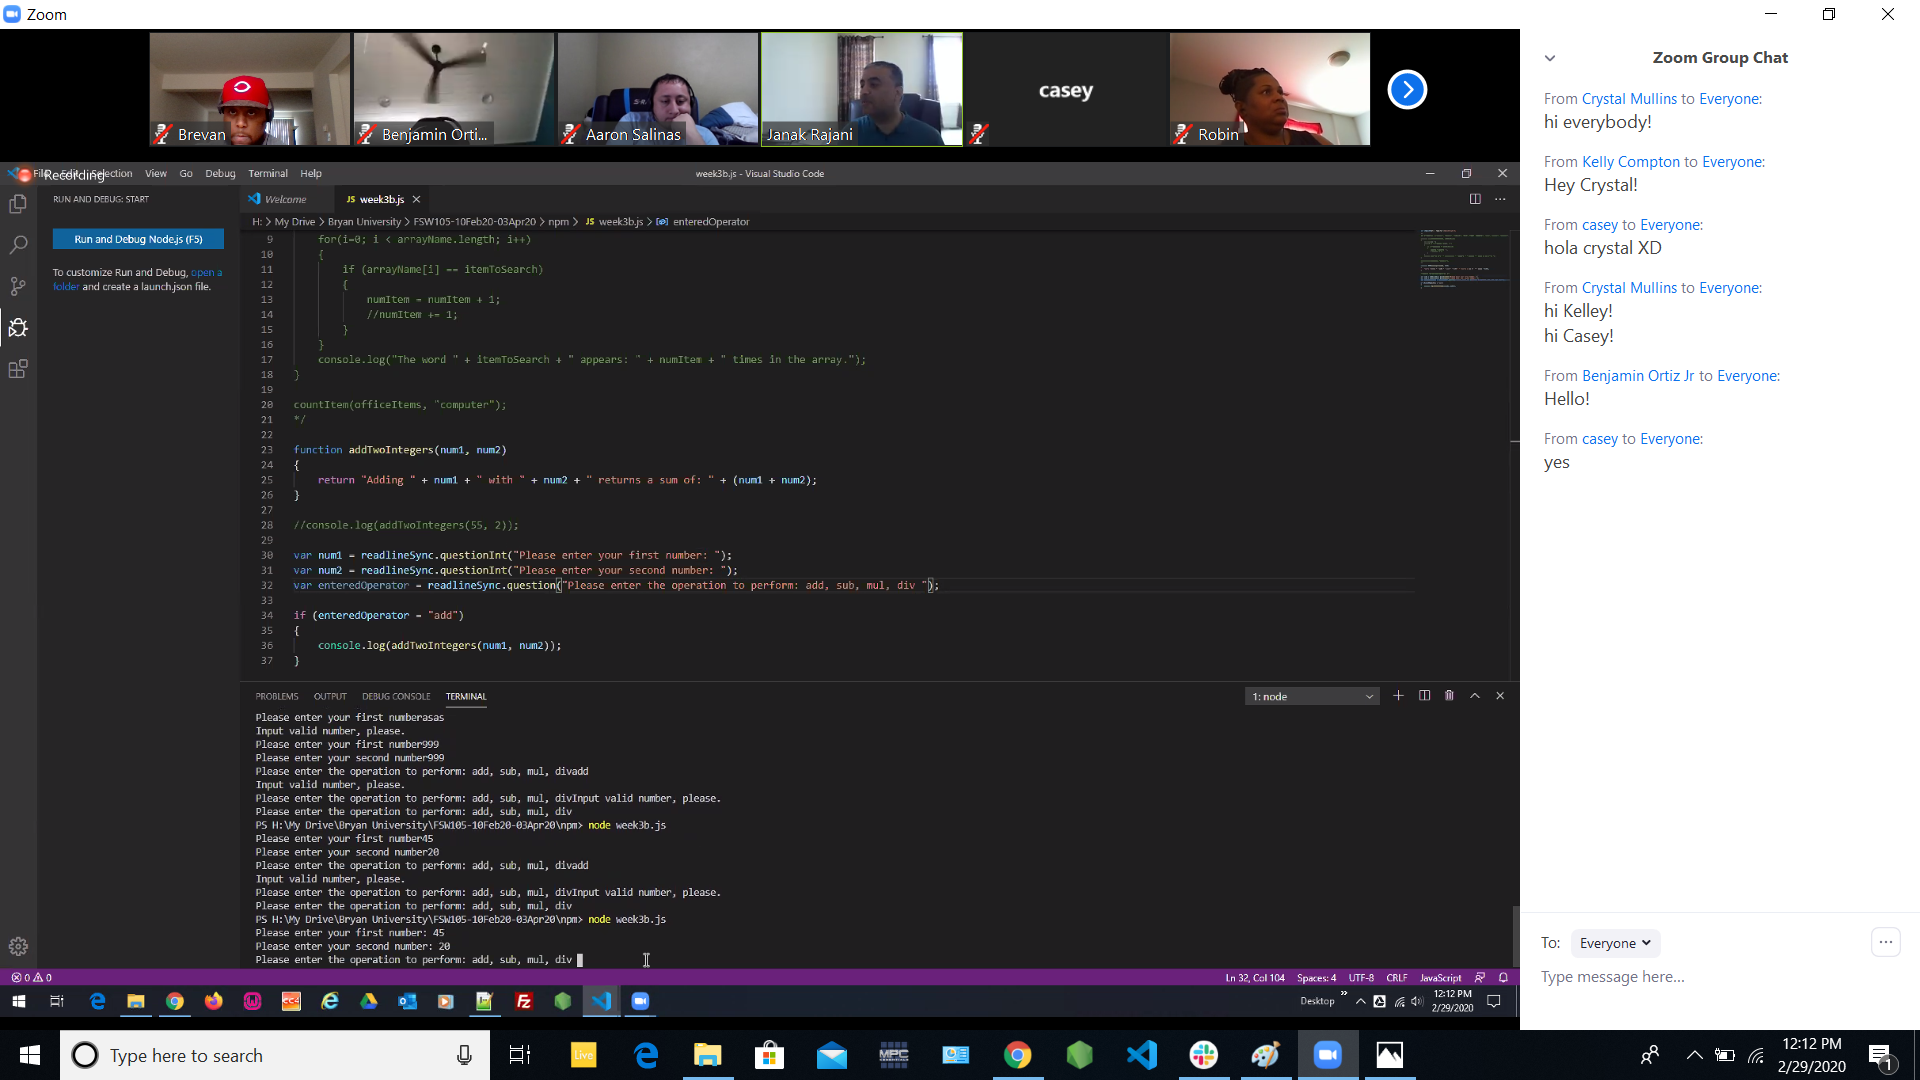 Zoom
Brevan
Benjamin Orti...
Aaron Salinas
Janak Rajani
casey
casey
Robin
Recording
View Go Debug Terminal Help
week3b.js - Visual Studio Code
RUN AND DEBUG: START
Run and Debug Node.js (F5)
To customize Run and Debug, open a
folder and create a launch.json file.
Welcome
JS week3b.js
H: > My Drive > Bryan University > FSW105-10Feb20-03Apr20 > npm > JS week3b.js > enteredOperator
9 for(i=0; i < arrayName.length; i++)
10 {
11 if (arrayName[i] == itemToSearch)
12 {
13 numItem = numItem + 1;
14 //numItem += 1;
15 }
16 }
17 console.log("The word " + itemToSearch + " appears: " + numItem + " times in the array.");
18 }
19
20 countItem(officeItems, "computer");
21 */
22
23 function addTwoIntegers(num1, num2)
24 {
25 return "Adding " + num1 + " with " + num2 + " returns a sum of: " + (num1 + num2);
26 }
27
28 //console.log(addTwoIntegers(55, 2));
29
30 var num1 = readlineSync.questionInt("Please enter your first number: ");
31 var num2 = readlineSync.questionInt("Please enter your second number: ");
32 var enteredOperator = readlineSync.question("Please enter the operation to perform: add, sub, mul, div ");
33
34 if (enteredOperator = "add")
35 {
36 console.log(addTwoIntegers(num1, num2));
37 }
PROBLEMS OUTPUT DEBUG CONSOLE TERMINAL
1: node
Please enter your first numberasas
Input valid number, please.
Please enter your first number999
Please enter your second number999
Please enter the operation to perform: add, sub, mul, divadd
Input valid number, please.
Please enter the operation to perform: add, sub, mul, divInput valid number, please.
Please enter the operation to perform: add, sub, mul, div
PS H:\My Drive\Bryan University\FSW105-10Feb20-03Apr20\npm> node week3b.js
Please enter your first number45
Please enter your second number20
Please enter the operation to perform: add, sub, mul, divadd
Input valid number, please.
Please enter the operation to perform: add, sub, mul, divInput valid number, please.
Please enter the operation to perform: add, sub, mul, div
PS H:\My Drive\Bryan University\FSW105-10Feb20-03Apr20\npm> node week3b.js
Please enter your first number: 45
Please enter your second number: 20
Please enter the operation to perform: add, sub, mul, div
0 0
Ln 32, Col 104 Spaces: 4 UTF-8 CRLF JavaScript
Desktop
12:12 PM
2/29/2020
Zoom Group Chat
From Crystal Mullins to Everyone:
hi everybody!
From Kelly Compton to Everyone:
Hey Crystal!
From casey to Everyone:
hola crystal XD
From Crystal Mullins to Everyone:
hi Kelley!
hi Casey!
From Benjamin Ortiz Jr to Everyone:
Hello!
From casey to Everyone:
yes
To: Everyone
Type message here...
Type here to search
Live
MPC
12:12 PM
2/29/2020
1